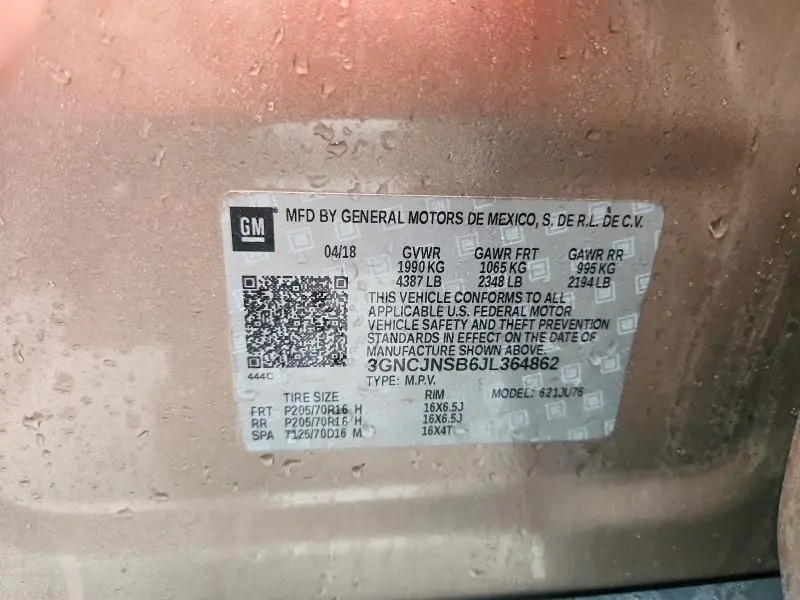 GM ® MFD BY GENERAL MOTORS DE MEXICO, S. DE R.L. DE C.V.
04/18 GVWR GAWR FRT GAWR RR
1990 KG 1065 KG 995 KG
4387 LB 2348 LB 2194 LB
THIS VEHICLE CONFORMS TO ALL
APPLICABLE U.S. FEDERAL MOTOR
VEHICLE SAFETY AND THEFT PREVENTION
STANDARDS IN EFFECT ON THE DATE OF
MANUFACTURE SHOWN ABOVE.
444C 3GNCJNSB6JL364862
TYPE: M.P.V.
TIRE SIZE RIM MODEL: 621JU76
FRT P205/70R16 H 16X6.5J
RR P205/70R16 H 16X6.5J
SPA T125/70D16 M 16X4T